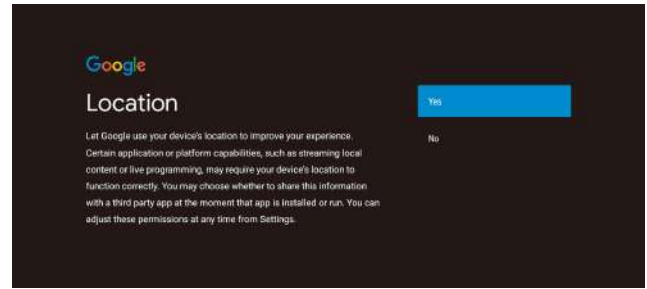 Google
Location
Let Google use your device's location to improve your experience.
Certain application or platform capabilities, such as streaming local
content or live programming, may require your device's location to
function correctly. You may choose whether to share this information
with a third party app at the moment that app is installed or run. You can
adjust these permissions at any time from Settings.
Yes
No